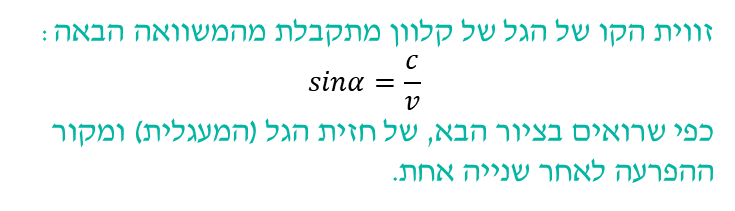 זווית הקו של הגל של קלוון מתקבלת מהמשוואה הבאה :
sinα = c/v
כפי שרואים בציור הבא, של חזית הגל (המעגלית) ומקור
ההפרעה לאחר שנייה אחת.